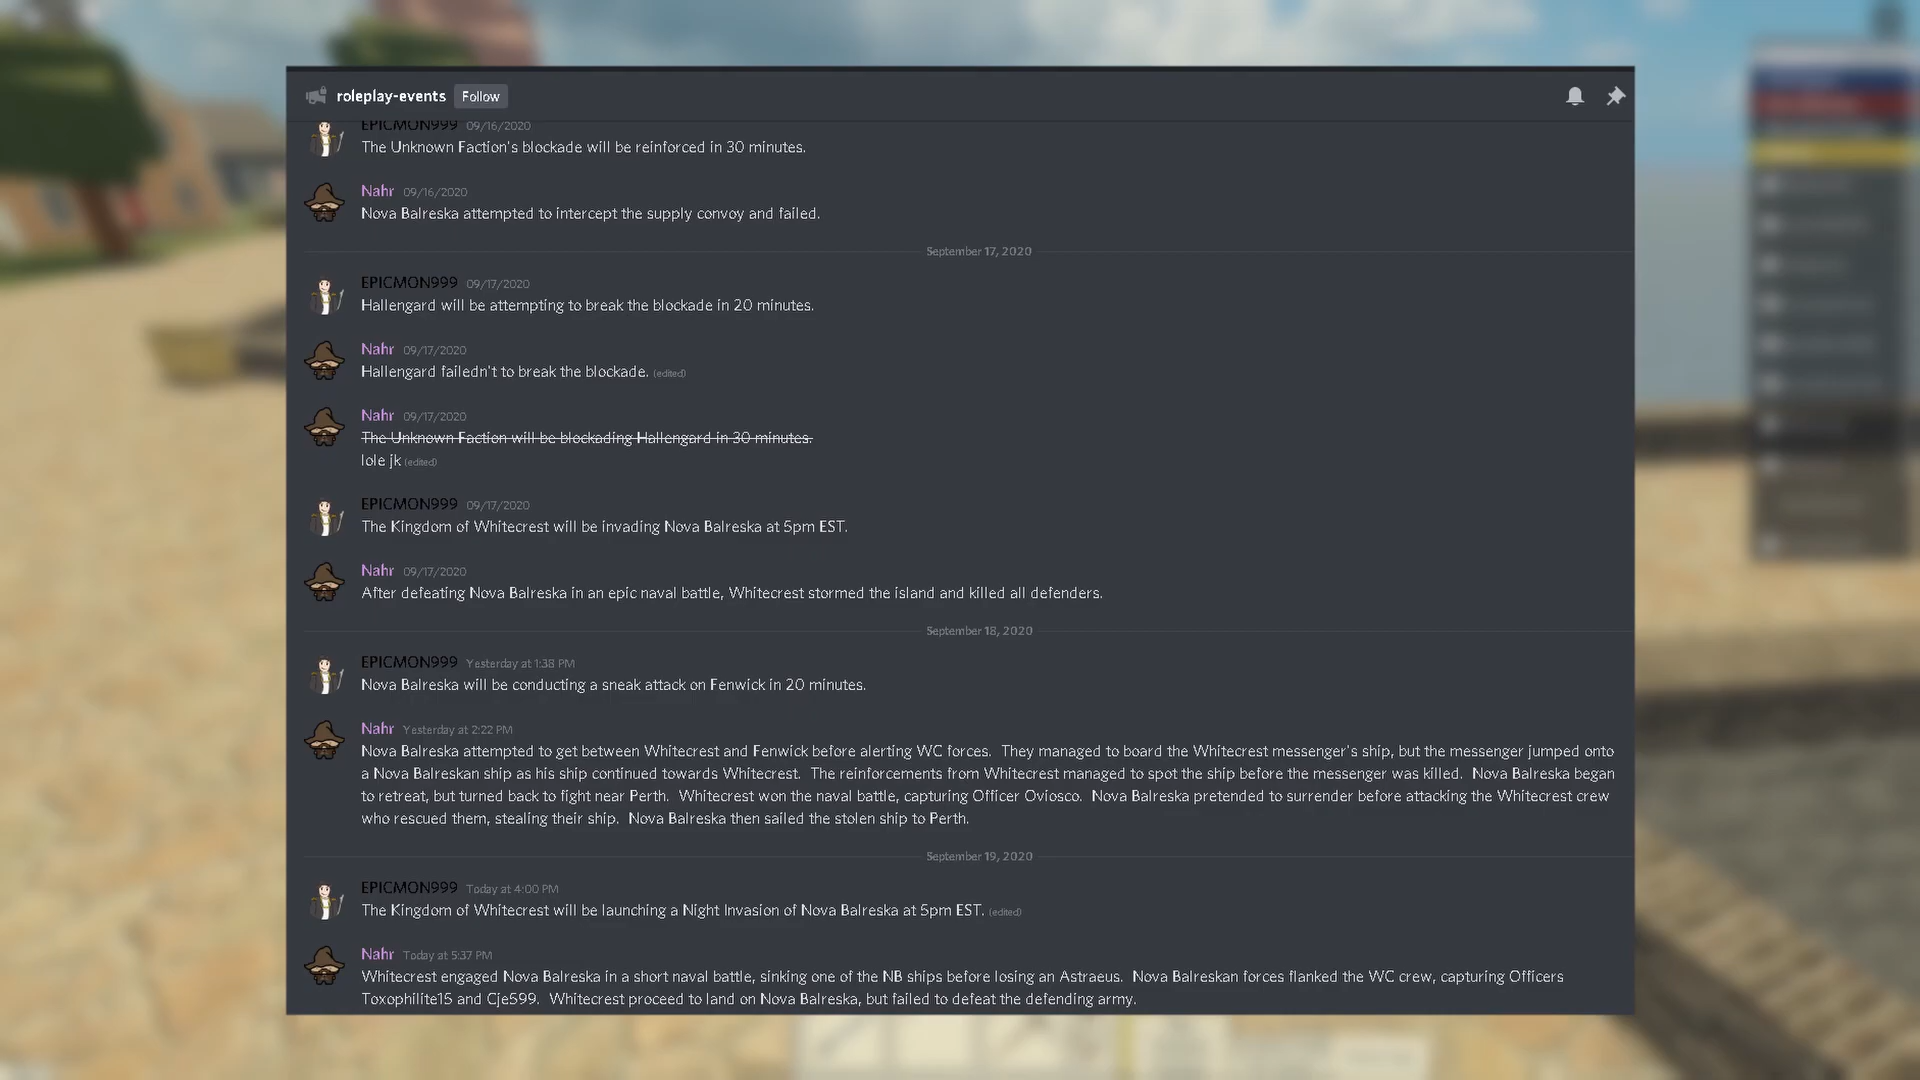 roleplay-events Follow
EPICMON999 09/16/2020
The Unknown Faction's blockade will be reinforced in 30 minutes.
Nahr 09/16/2020
Nova Balreska attempted to intercept the supply convoy and failed.
September 17, 2020
EPICMON999 09/17/2020
Hallengard will be attempting to break the blockade in 20 minutes.
Nahr 09/17/2020
Hallengard failedn't to break the blockade. (edited)
Nahr 09/17/2020
The Unknown Faction will be blockading Hallengard in 30 minutes.
lole jk (edited)
EPICMON999 09/17/2020
The Kingdom of Whitecrest will be invading Nova Balreska at 5pm EST.
Nahr 09/17/2020
After defeating Nova Balreska in an epic naval battle, Whitecrest stormed the island and killed all defenders.
September 18, 2020
EPICMON999 Yesterday at 1:38 PM
Nova Balreska will be conducting a sneak attack on Fenwick in 20 minutes.
Nahr Yesterday at 2:22 PM
Nova Balreska attempted to get between Whitecrest and Fenwick before alerting WC forces. They managed to board the Whitecrest messenger's ship, but the messenger jumped onto
a Nova Balreskan ship as his ship continued towards Whitecrest. The reinforcements from Whitecrest managed to spot the ship before the messenger was killed. Nova Balreska began
to retreat, but turned back to fight near Perth. Whitecrest won the naval battle, capturing Officer Oviosco. Nova Balreska pretended to surrender before attacking the Whitecrest crew
who rescued them, stealing their ship. Nova Balreska then sailed the stolen ship to Perth.
September 19, 2020
EPICMON999 Today at 4:00 PM
The Kingdom of Whitecrest will be launching a Night Invasion of Nova Balreska at 5pm EST. (edited)
Nahr Today at 5:37 PM
Whitecrest engaged Nova Balreska in a short naval battle, sinking one of the NB ships before losing an Astraeus. Nova Balreskan forces flanked the WC crew, capturing Officers
Toxophilite15 and Cje599. Whitecrest proceed to land on Nova Balreska, but failed to defeat the defending army.